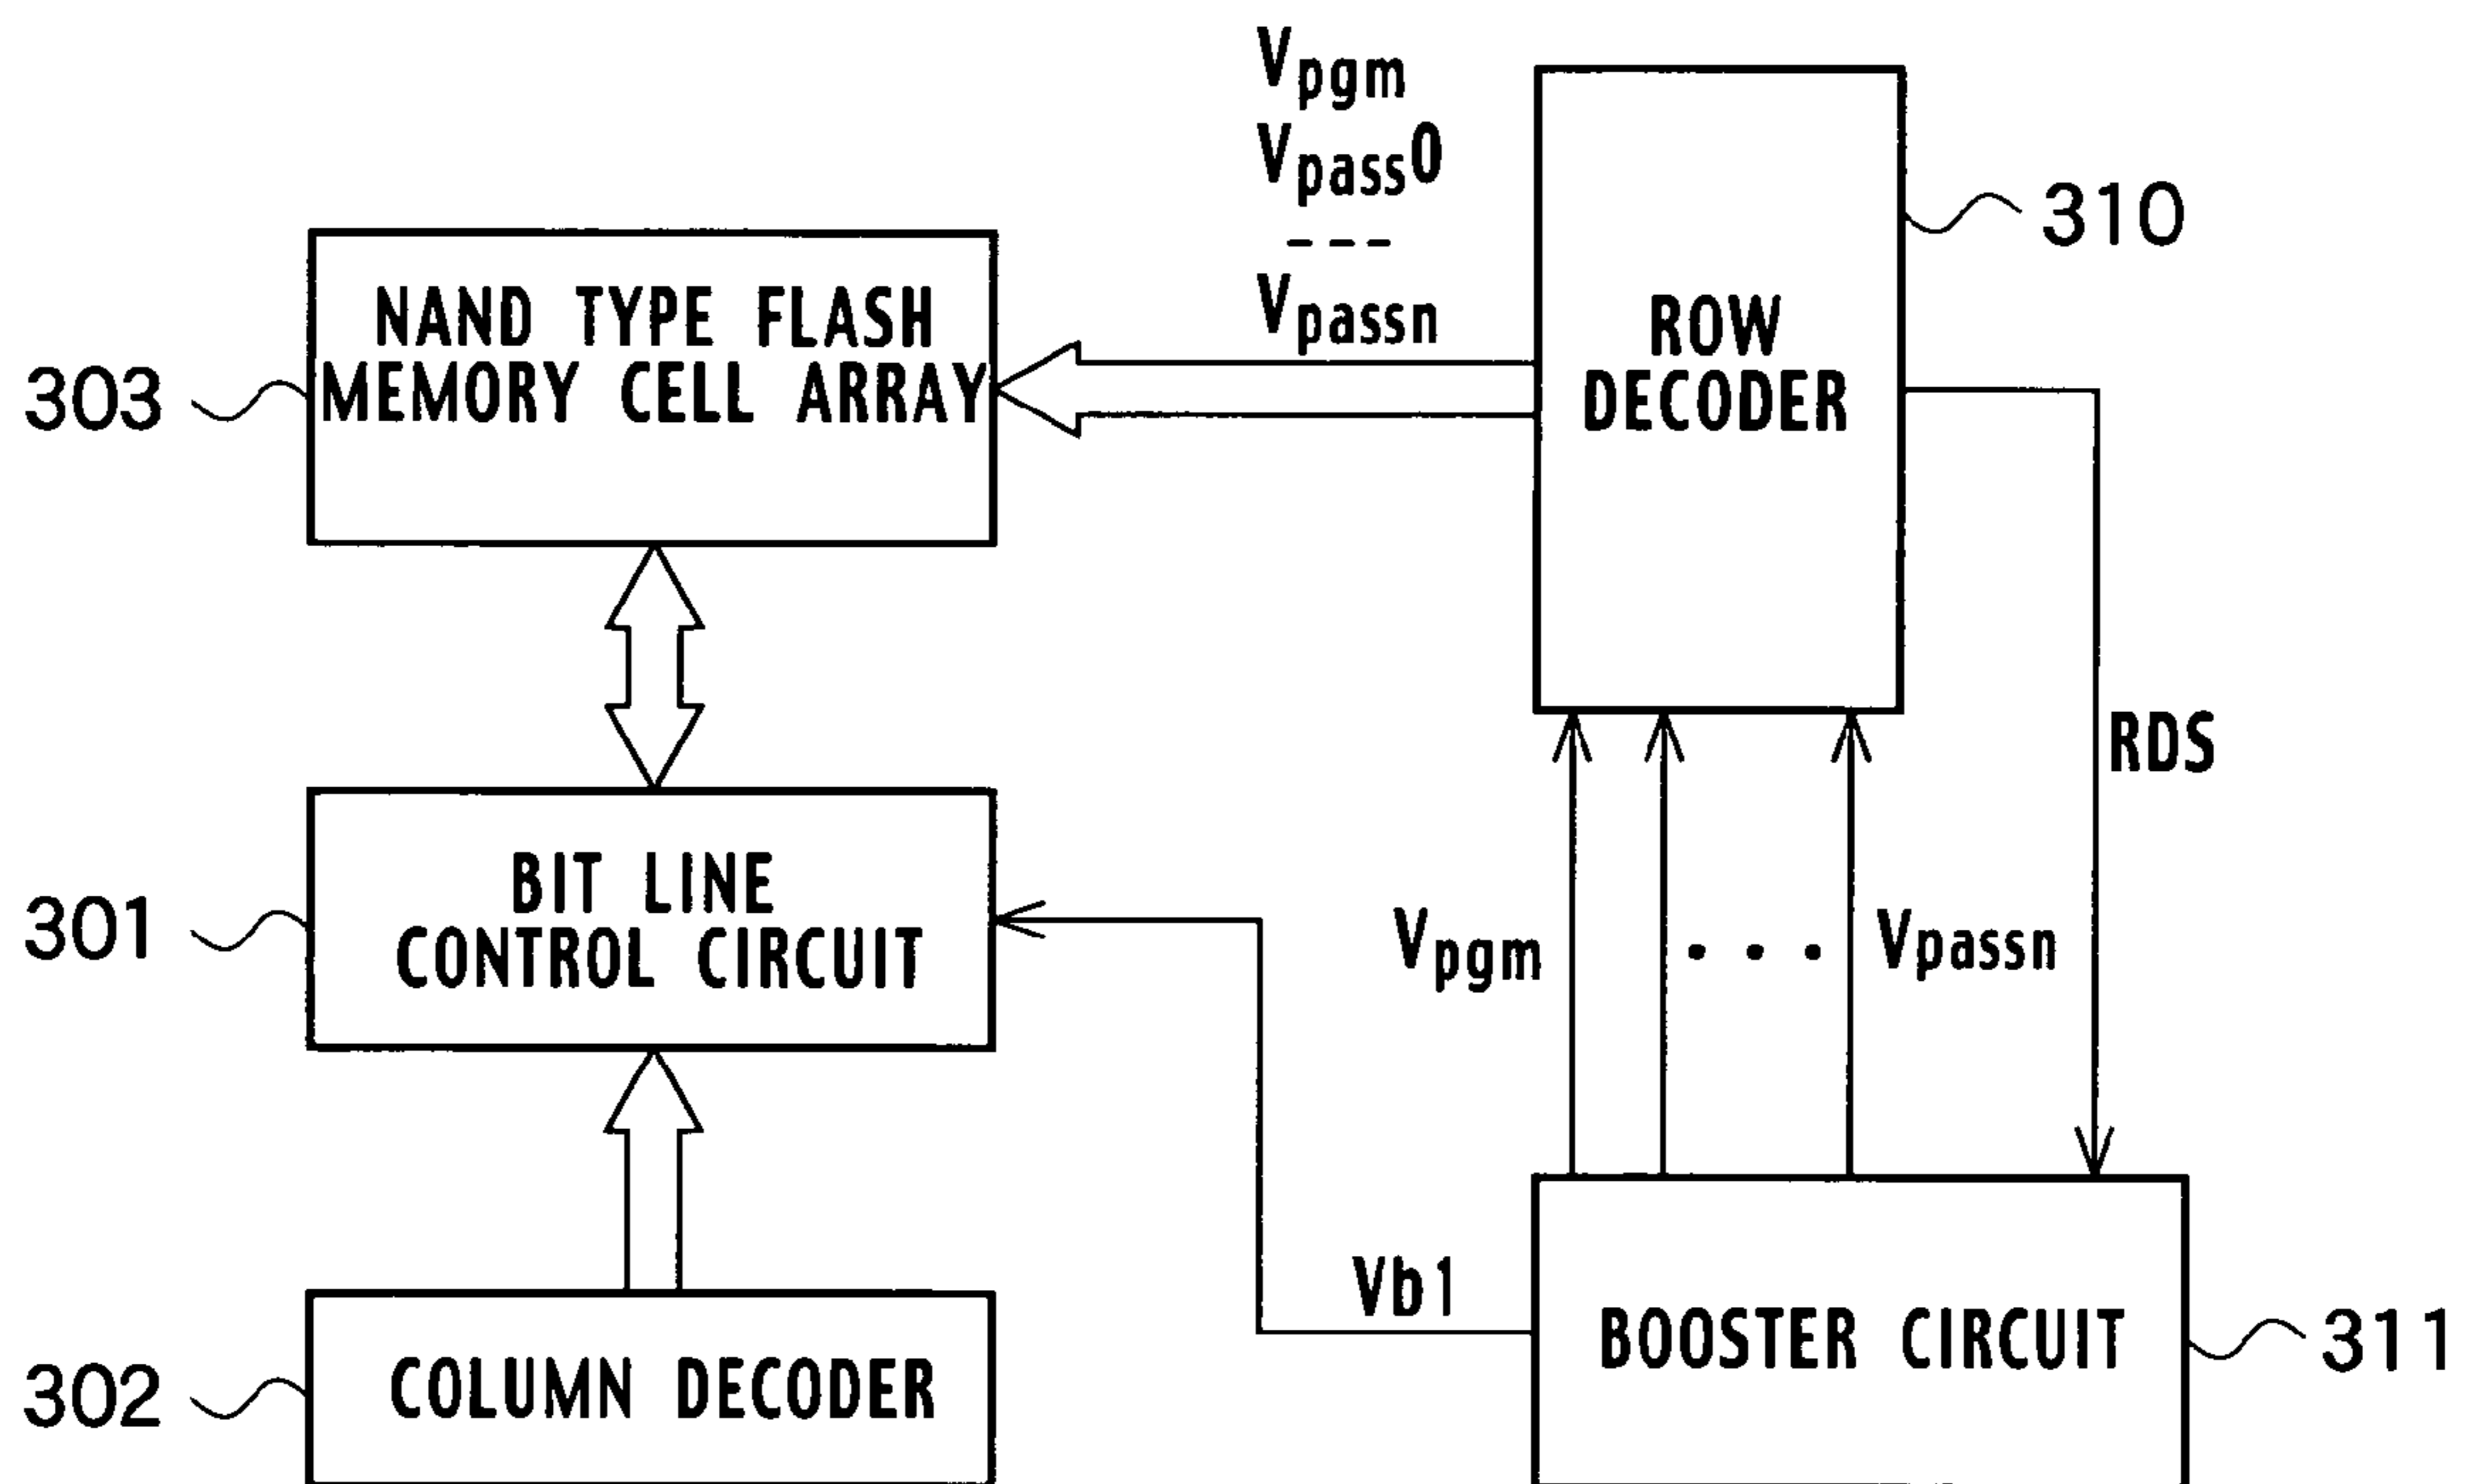 Vpgm
Vpass0
---
Vpassn
310
NAND TYPE FLASH
MEMORY CELL ARRAY
303
ROW
DECODER
RDS
BIT LINE
CONTROL CIRCUIT
301
Vpgm
...
Vpassn
Vb1
BOOSTER CIRCUIT
311
COLUMN DECODER
302